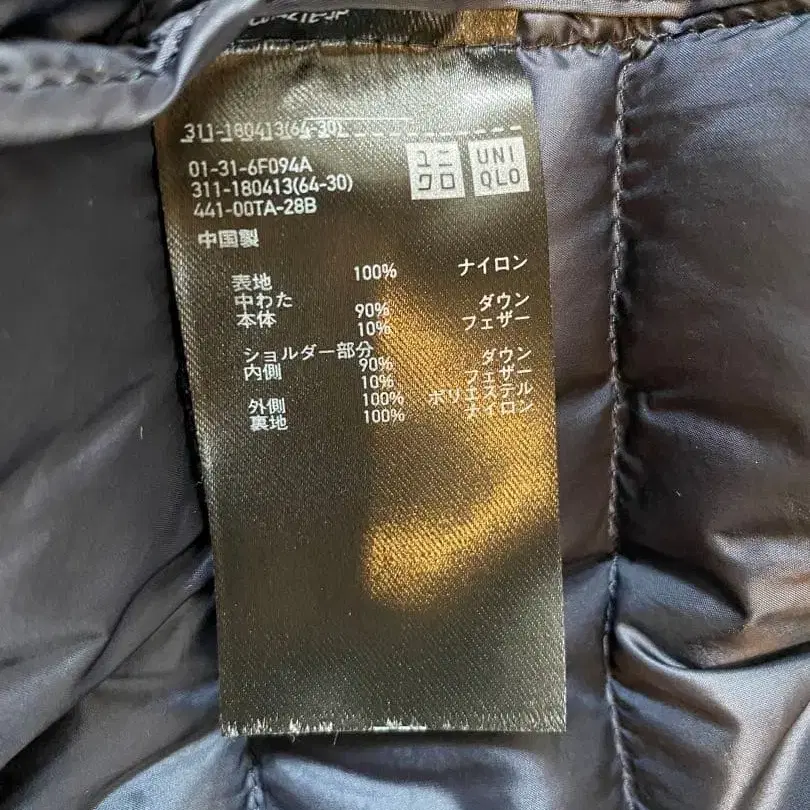 311-180413(64-30)
01-31-6F094A
311-180413(64-30)
441-00TA-28B
ユニ
クロ
UNI
QLO
中国製
表地 100% ナイロン
中わた
本体 90% ダウン
10% フェザー
ショルダー部分
内側 90% ダウン
10% フェザー
外側 100% ポリエステル
裏地 100% ナイロン